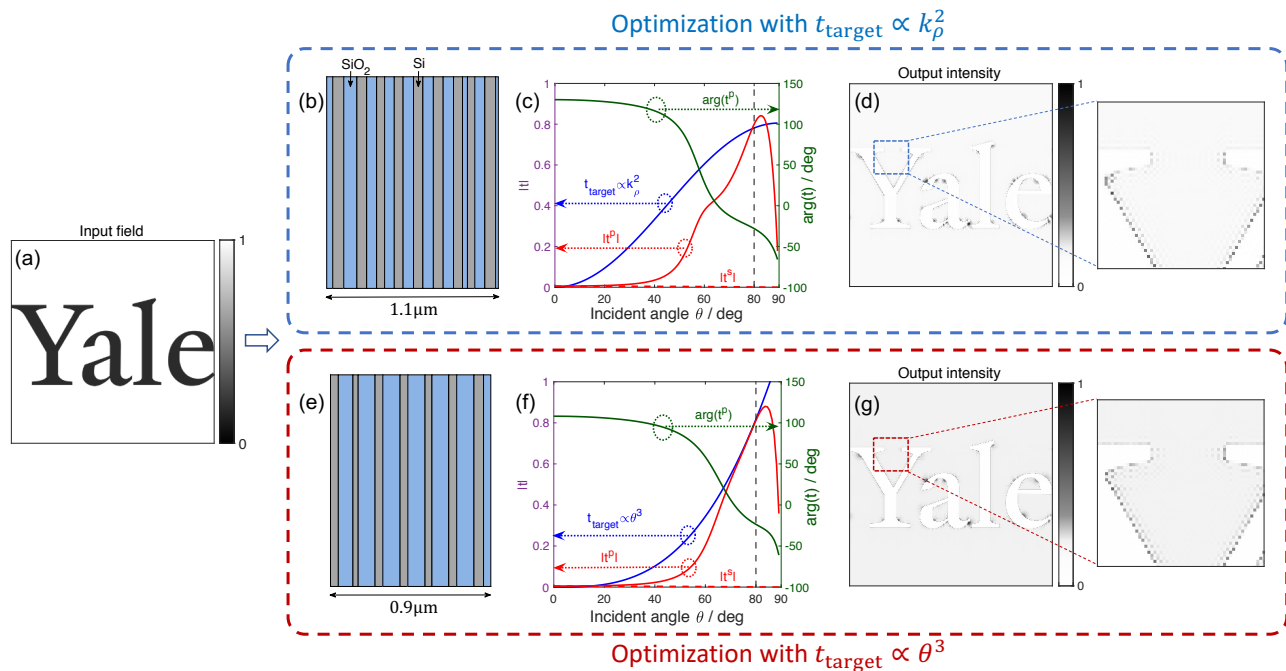 Optimization with t_target ∝ k_ρ^2
(a)
Input field
1
0
Yale
(b)
SiO2
Si
1.1μm
(c)
|t|
1
0.8
0.6
0.4
0.2
0
arg(t^p)
t_target∝k_ρ^2
|t^p|
|t^s|
0
20
40
60
80
90
Incident angle θ / deg
150
100
50
0
-50
-100
arg(t) / deg
(d)
Output intensity
Yale
1
0
(e)
0.9μm
(f)
|t|
1
0.8
0.6
0.4
0.2
0
arg(t^p)
t_target∝θ^3
|t^p|
|t^s|
0
20
40
60
80
90
Incident angle θ / deg
150
100
50
0
-50
-100
arg(t) / deg
(g)
Output intensity
Yale
1
0
Optimization with t_target ∝ θ^3